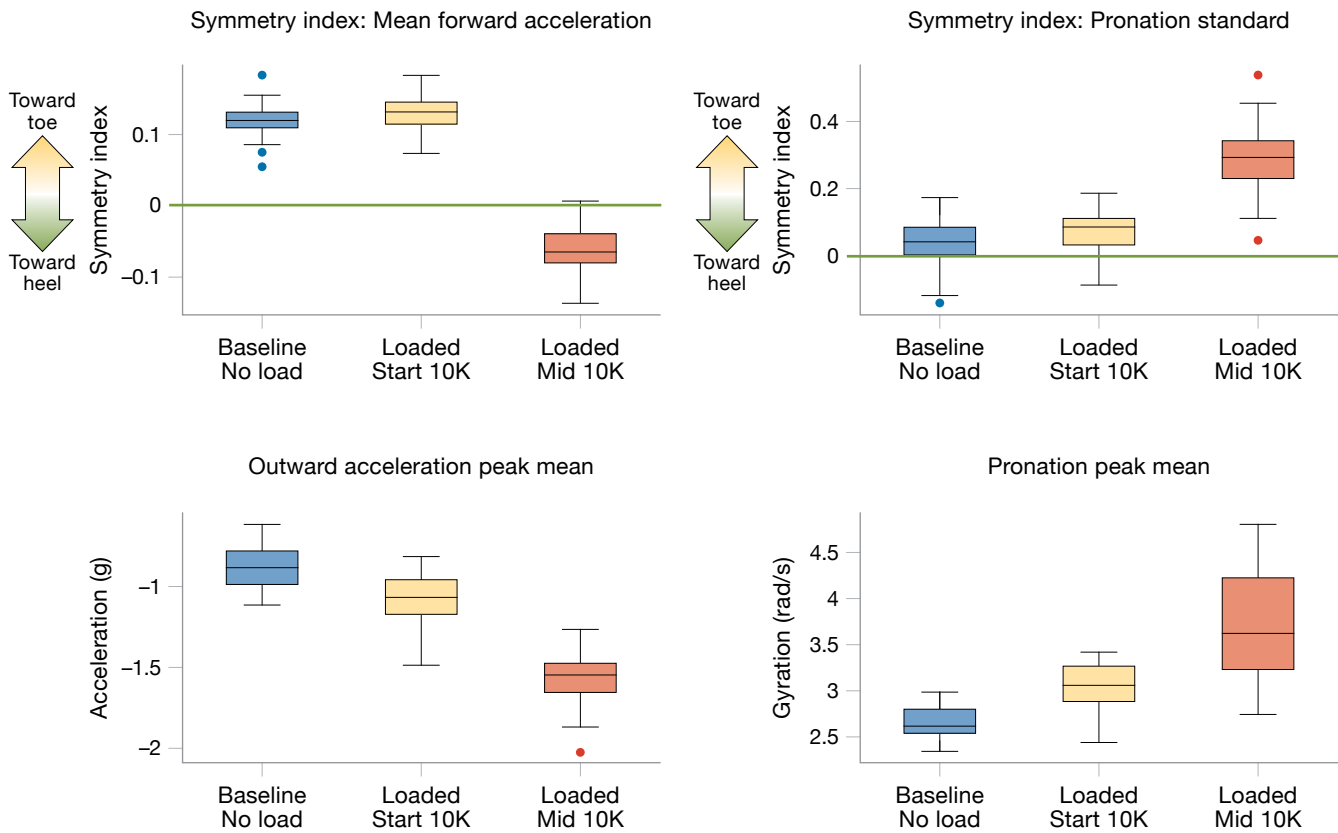 Symmetry index: Mean forward acceleration
Toward
toe
Toward
heel
Symmetry index
0.1
0
−0.1
Baseline
No load
Loaded
Start 10K
Loaded
Mid 10K
Symmetry index: Pronation standard
Toward
toe
Toward
heel
Symmetry index
0.4
0.2
0
Baseline
No load
Loaded
Start 10K
Loaded
Mid 10K
Outward acceleration peak mean
Acceleration (g)
−1
−1.5
−2
Baseline
No load
Loaded
Start 10K
Loaded
Mid 10K
Pronation peak mean
Gyration (rad/s)
4.5
4
3.5
3
2.5
Baseline
No load
Loaded
Start 10K
Loaded
Mid 10K